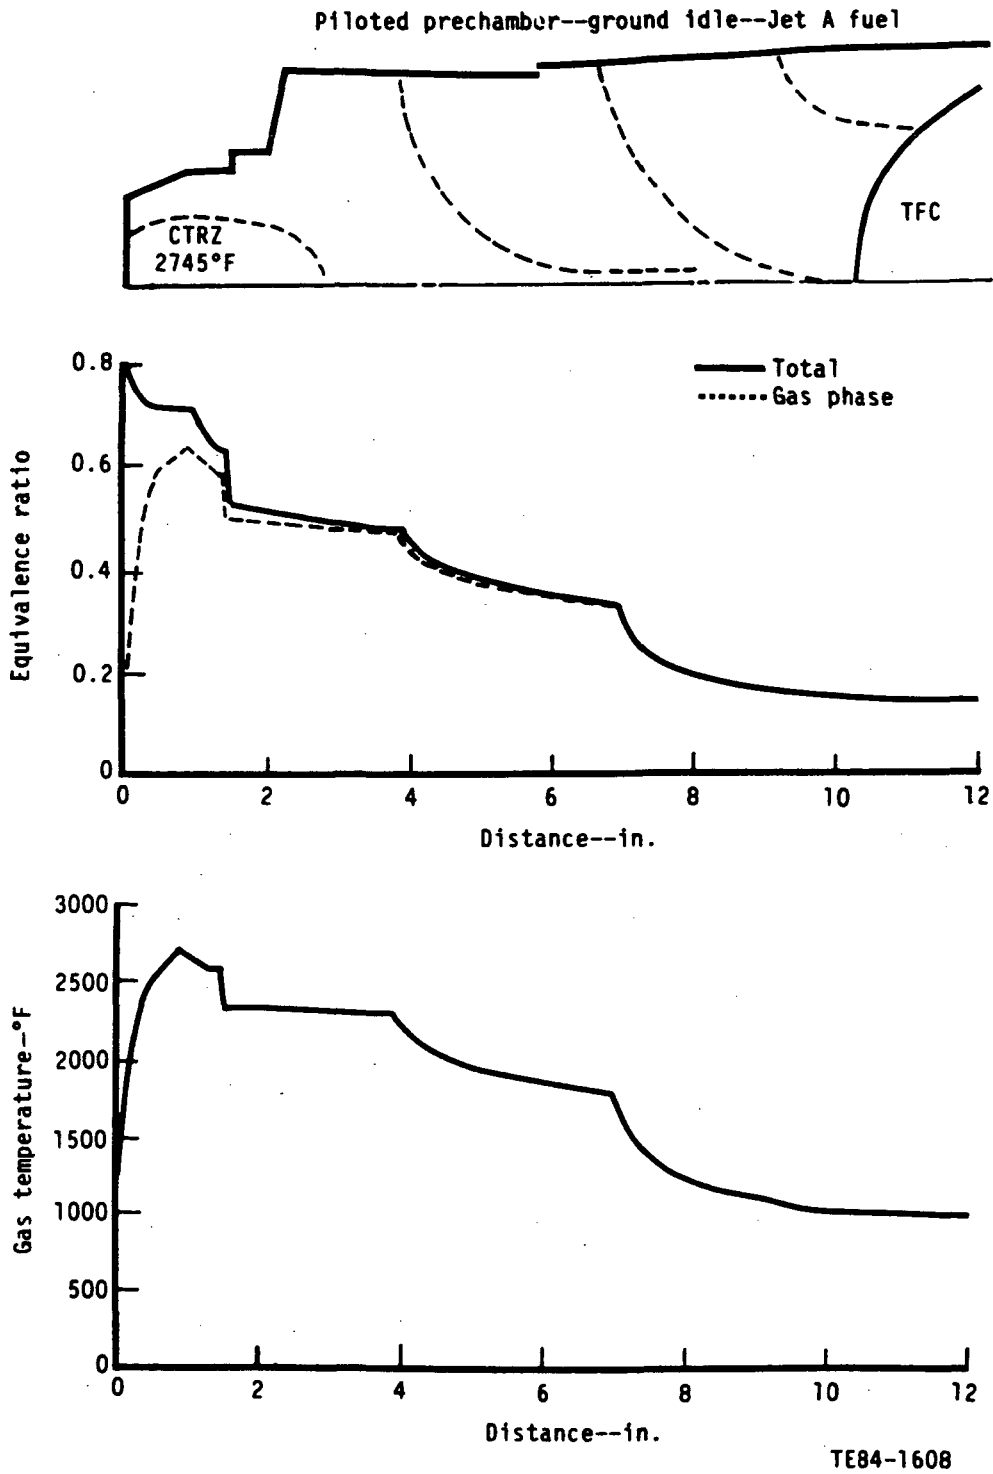 Piloted prechamber--ground idle--Jet A fuel
CTRZ
2745°F
TFC
Total
Gas phase
Equivalence ratio
0.8
0.6
0.4
0.2
0
0 2 4 6 8 10 12
Distance--in.
Gas temperature—°F
3000
2500
2000
1500
1000
500
0
0 2 4 6 8 10 12
Distance--in.
TE84-1608